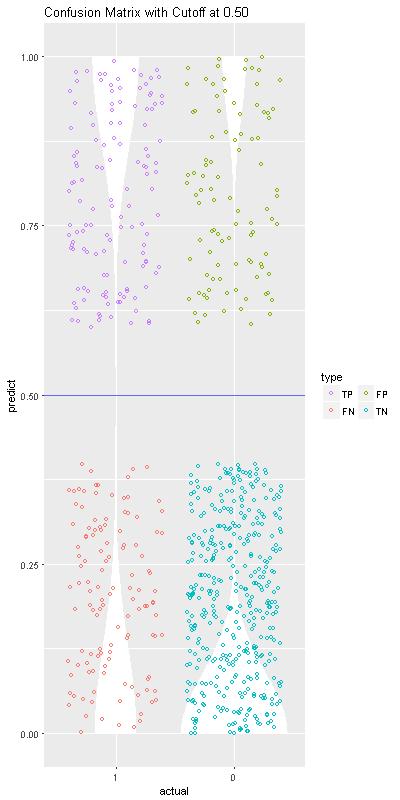 Confusion Matrix with Cutoff at 0.50
1.00
0.75
0.50
0.25
0.00
predict
1 0
actual
type
TP FP
FN TN